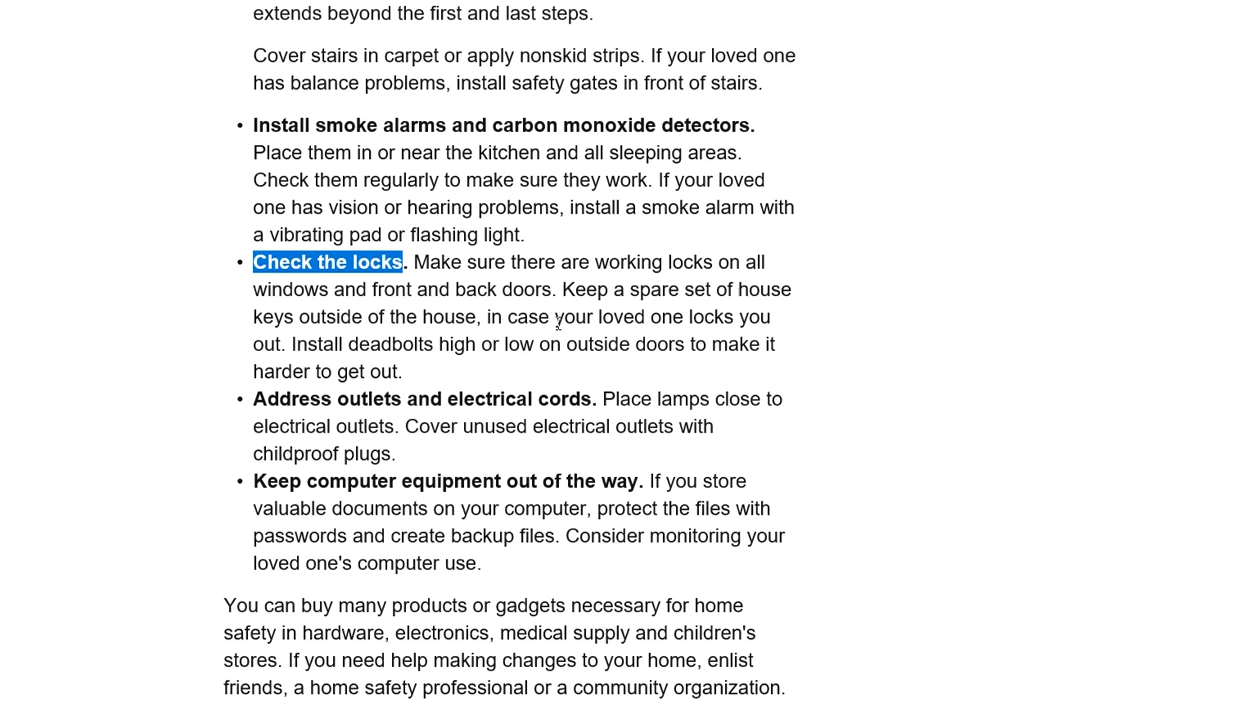 extends beyond the first and last steps.
Cover stairs in carpet or apply nonskid strips. If your loved one
has balance problems, install safety gates in front of stairs.
• Install smoke alarms and carbon monoxide detectors.
Place them in or near the kitchen and all sleeping areas.
Check them regularly to make sure they work. If your loved
one has vision or hearing problems, install a smoke alarm with
a vibrating pad or flashing light.
• Check the locks. Make sure there are working locks on all
windows and front and back doors. Keep a spare set of house
keys outside of the house, in case your loved one locks you
out. Install deadbolts high or low on outside doors to make it
harder to get out.
• Address outlets and electrical cords. Place lamps close to
electrical outlets. Cover unused electrical outlets with
childproof plugs.
• Keep computer equipment out of the way. If you store
valuable documents on your computer, protect the files with
passwords and create backup files. Consider monitoring your
loved one's computer use.
You can buy many products or gadgets necessary for home
safety in hardware, electronics, medical supply and children's
stores. If you need help making changes to your home, enlist
friends, a home safety professional or a community organization.